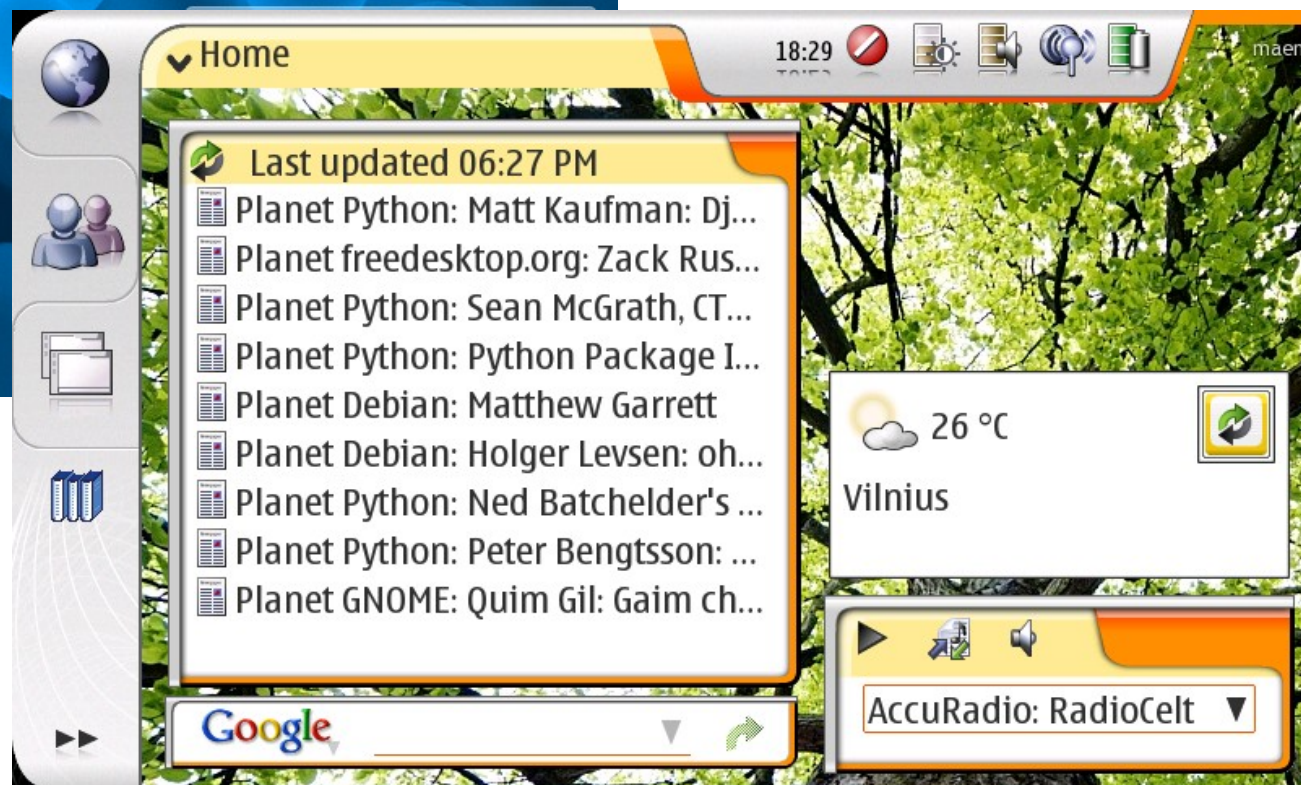 Home
18:29
maem
Last updated 06:27 PM
Planet Python: Matt Kaufman: Dj...
Planet freedesktop.org: Zack Rus...
Planet Python: Sean McGrath, CT...
Planet Python: Python Package I...
Planet Debian: Matthew Garrett
Planet Debian: Holger Levsen: oh...
Planet Python: Ned Batchelder's ...
Planet Python: Peter Bengtsson: ...
Planet GNOME: Quim Gil: Gaim ch...
26 °C
Vilnius
Google
AccuRadio: RadioCelt